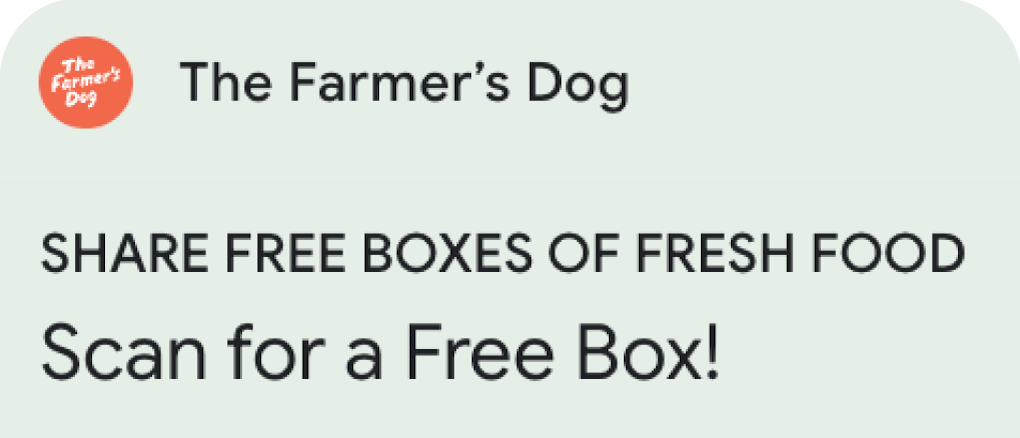 The
Farmer's
Dog
The Farmer’s Dog
SHARE FREE BOXES OF FRESH FOOD
Scan for a Free Box!